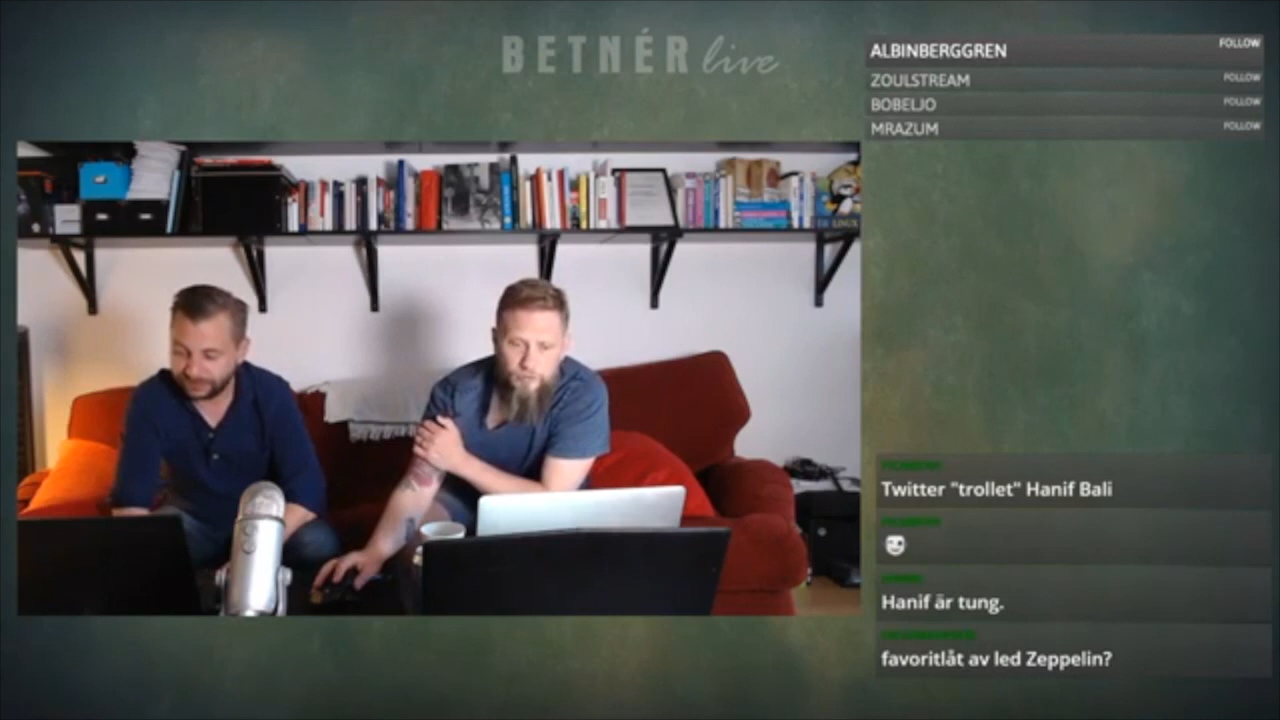 BETNÉR live
ALBINBERGGREN FOLLOW
ZOULSTREAM FOLLOW
BOBELJO FOLLOW
MRAZUM FOLLOW
Twitter "trollet" Hanif Bali
Hanif är tung.
favoritlåt av led Zeppelin?